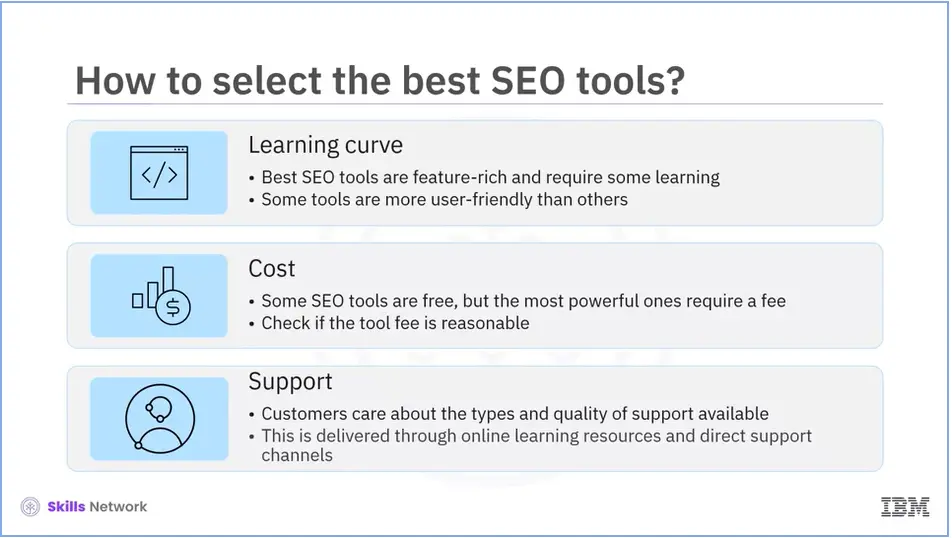 How to select the best SEO tools?
Learning curve
• Best SEO tools are feature-rich and require some learning
• Some tools are more user-friendly than others
Cost
• Some SEO tools are free, but the most powerful ones require a fee
• Check if the tool fee is reasonable
Support
• Customers care about the types and quality of support available
• This is delivered through online learning resources and direct support
channels
Skills Network
IBM